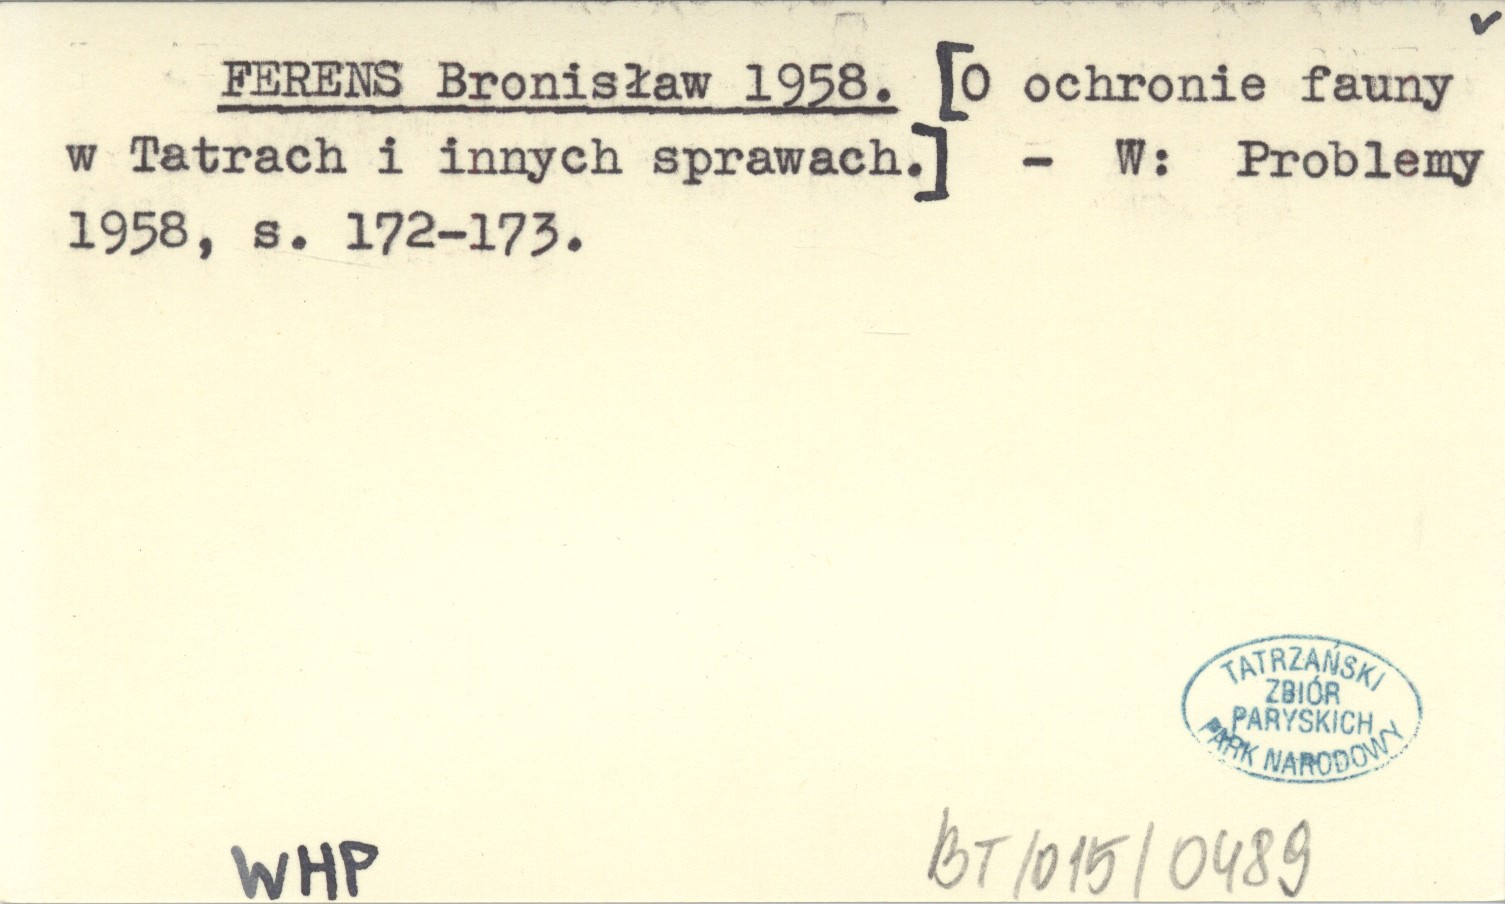 FERENS Bronisław 1958. [O ochronie fauny
w Tatrach i innych sprawach.] - W: Problemy
1958, s. 172-173.
TATRZAŃSKI
ZBIÓR
PARYSKICH
PARK NARODOWY
WHP
BT/015/0489